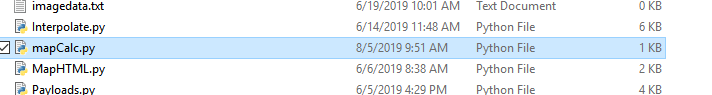 imagedata.txt 6/19/2019 10:01 AM Text Document 0 KB
Interpolate.py 6/14/2019 11:48 AM Python File 6 KB
mapCalc.py 8/5/2019 9:51 AM Python File 1 KB
MapHTML.py 6/6/2019 8:38 AM Python File 2 KB
Payloads.py 6/5/2019 4:29 PM Python File 4 KB